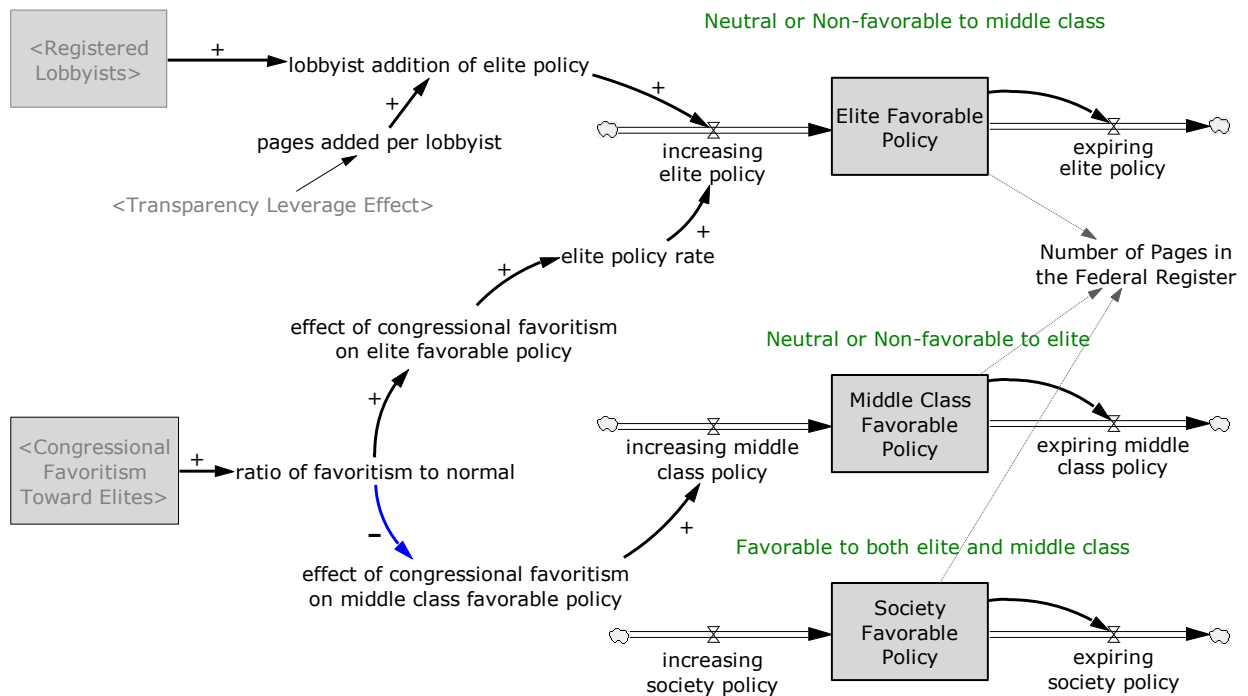 Neutral or Non-favorable to middle class
<Registered
Lobbyists>
+
lobbyist addition of elite policy
+
+
pages added per lobbyist
<Transparency Leverage Effect>
increasing
elite policy
Elite Favorable
Policy
expiring
elite policy
+
elite policy rate
+
Number of Pages in
the Federal Register
effect of congressional favoritism
on elite favorable policy
Neutral or Non-favorable to elite
+
<Congressional
Favoritism
Toward Elites>
+
ratio of favoritism to normal
increasing middle
class policy
Middle Class
Favorable
Policy
expiring middle
class policy
–
+
effect of congressional favoritism
on middle class favorable policy
Favorable to both elite and middle class
increasing
society policy
Society
Favorable
Policy
expiring
society policy